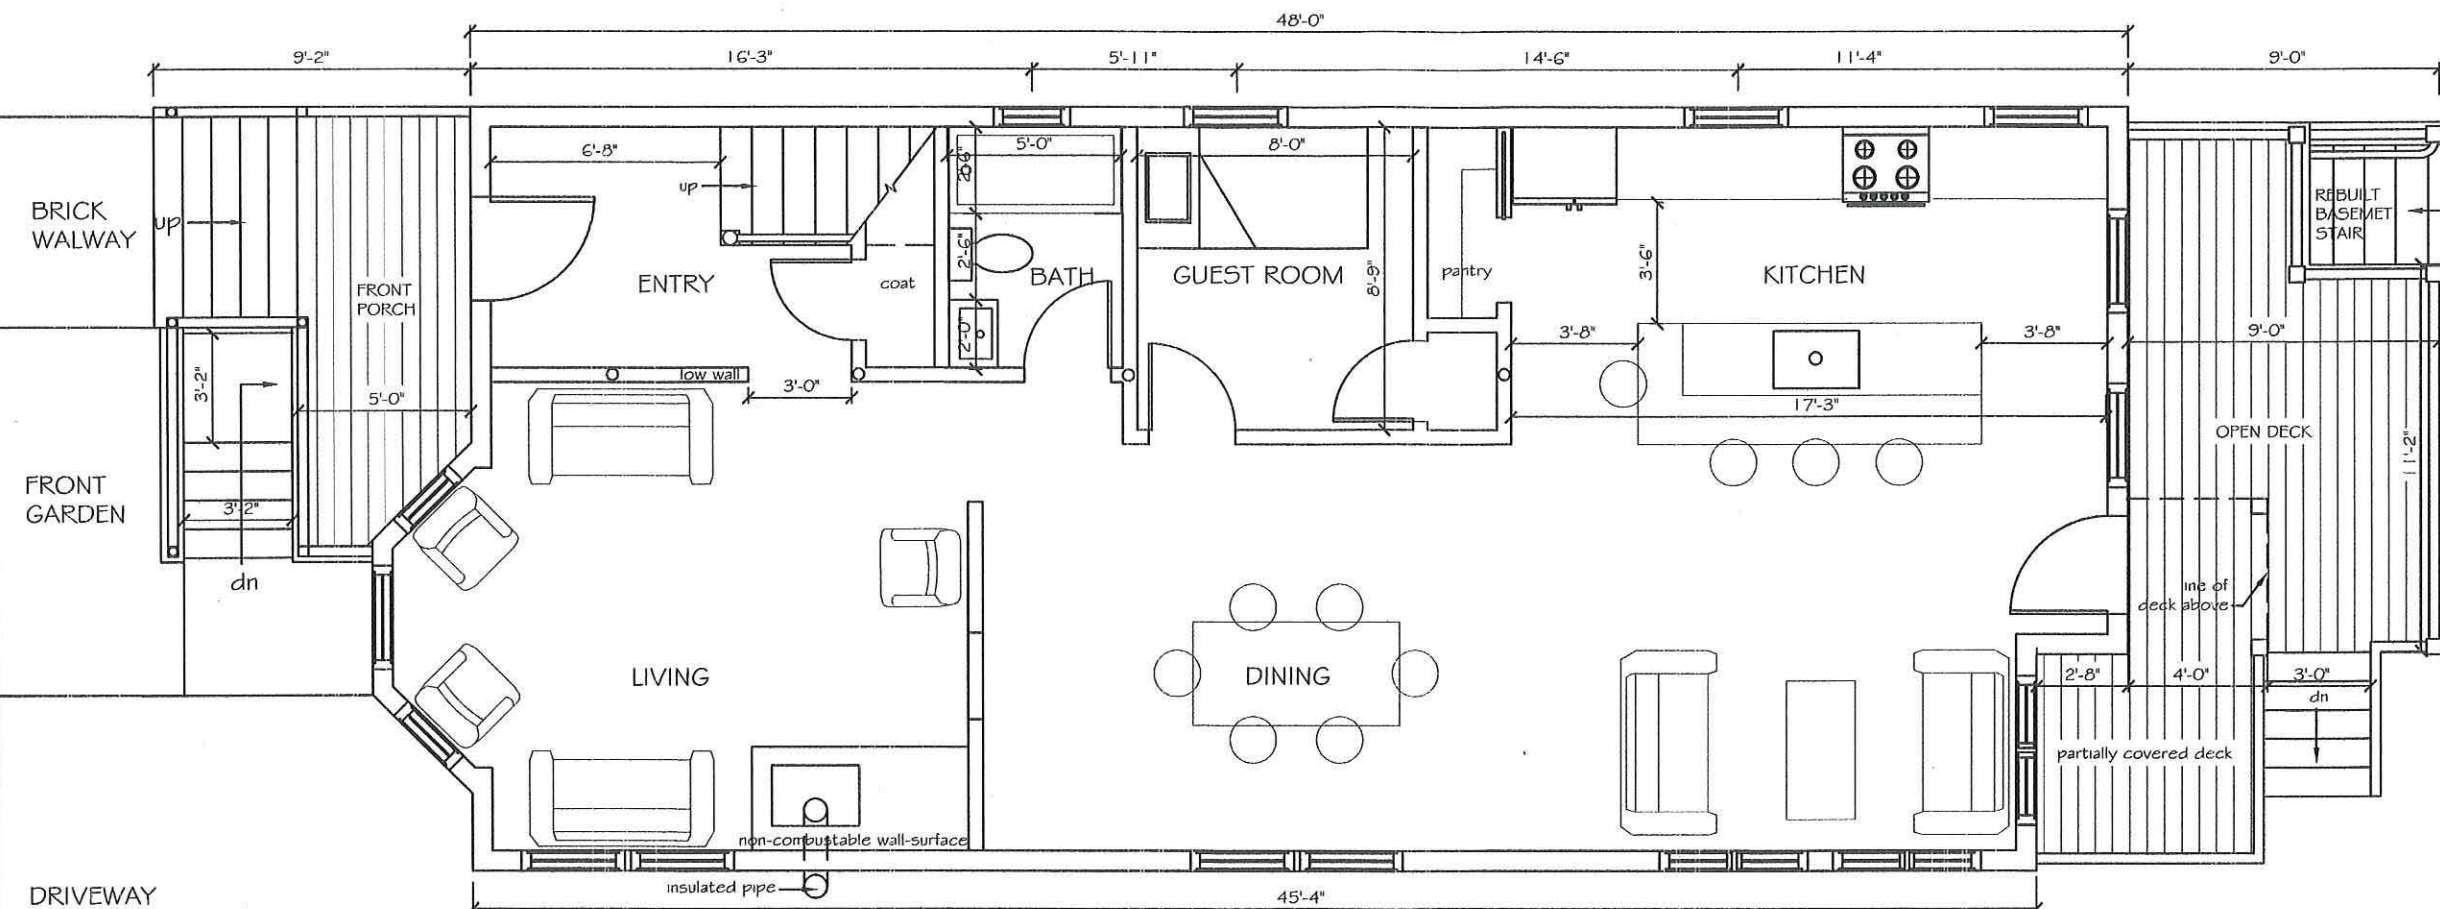 48'-0"
9'-2"
16'-3"
5'-11"
14'-6"
11'-4"
9'-0"
6'-8"
5'-0"
8'-0"
up
up
BRICK
WALWAY
REBUILT
BASEMET
STAIR
2'-6"
3'-6"
ENTRY
BATH
GUEST ROOM
8'-9"
pantry
KITCHEN
coat
FRONT
PORCH
2'-0"
3'-8"
3'-8"
9'-0"
3'-2"
low wall
3'-0"
5'-0"
17'-3"
OPEN DECK
11'-2"
FRONT
GARDEN
3'-2"
dn
ine of
deck above
LIVING
DINING
2'-8"
4'-0"
3'-0"
dn
partially covered deck
non-combustable wall-surface
insulated pipe
DRIVEWAY
45'-4"